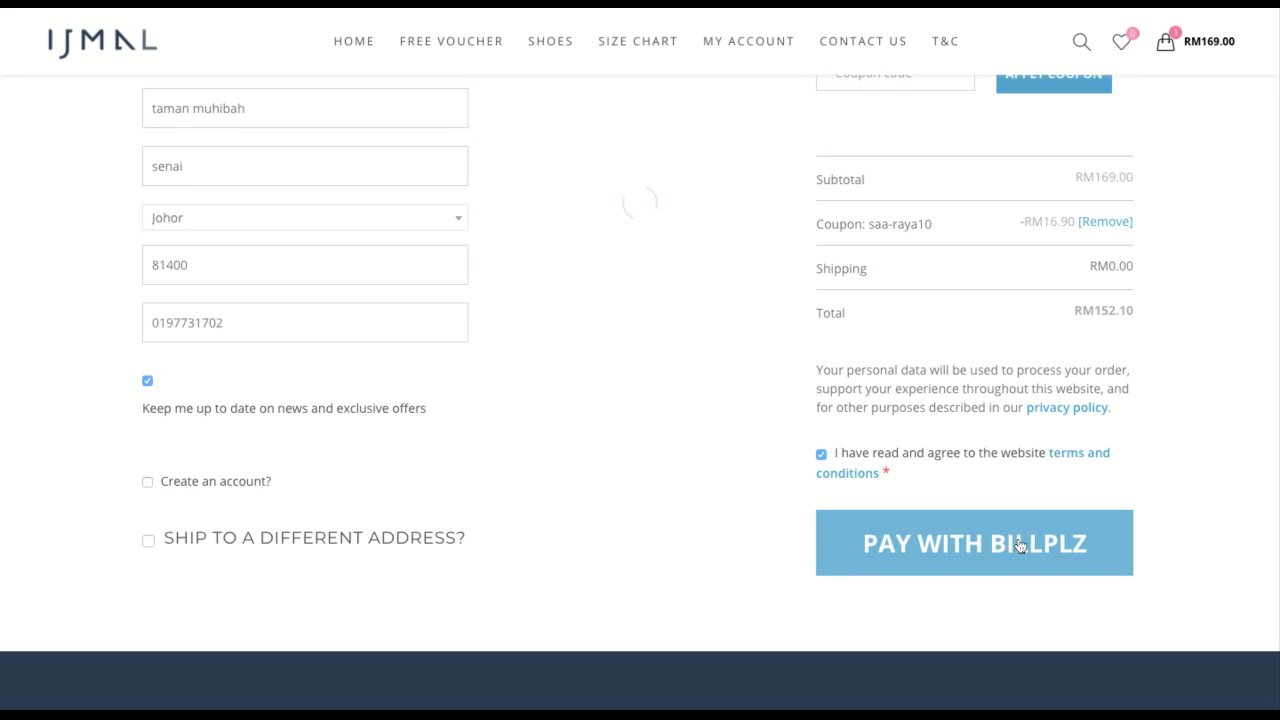 IJMAL
HOME FREE VOUCHER SHOES SIZE CHART MY ACCOUNT CONTACT US T&C
0
1
RM169.00
Coupon code
APPLY COUPON
taman muhibah
senai
Johor
81400
0197731702
Keep me up to date on news and exclusive offers
Create an account?
SHIP TO A DIFFERENT ADDRESS?
Subtotal RM169.00
Coupon: saa-raya10 -RM16.90 [Remove]
Shipping RM0.00
Total RM152.10
Your personal data will be used to process your order,
support your experience throughout this website, and
for other purposes described in our privacy policy.
I have read and agree to the website terms and
conditions *
PAY WITH BILLPLZ